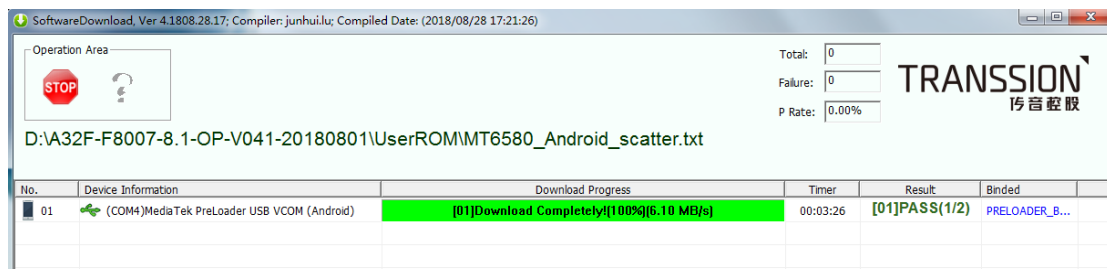 SoftwareDownload, Ver 4.1808.28.17; Compiler: junhui.lu; Compiled Date: (2018/08/28 17:21:26)
Operation Area
STOP
?
Total: 0
Failure: 0
P Rate: 0.00%
TRANSSION
传音控股
D:\A32F-F8007-8.1-OP-V041-20180801\UserROM\MT6580_Android_scatter.txt
No. Device Information Download Progress Timer Result Binded
01 (COM4)MediaTek PreLoader USB VCOM (Android) [01]Download Completely![100%][6.10 MB/s] 00:03:26 [01]PASS(1/2) PRELOADER_B...